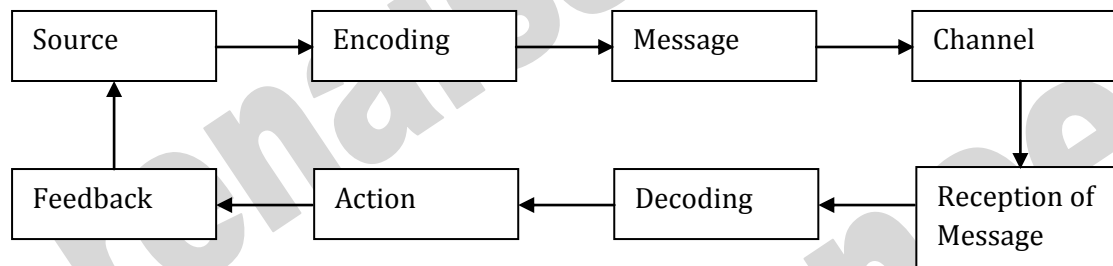 Source
Encoding
Message
Channel
Feedback
Action
Decoding
Reception of
Message